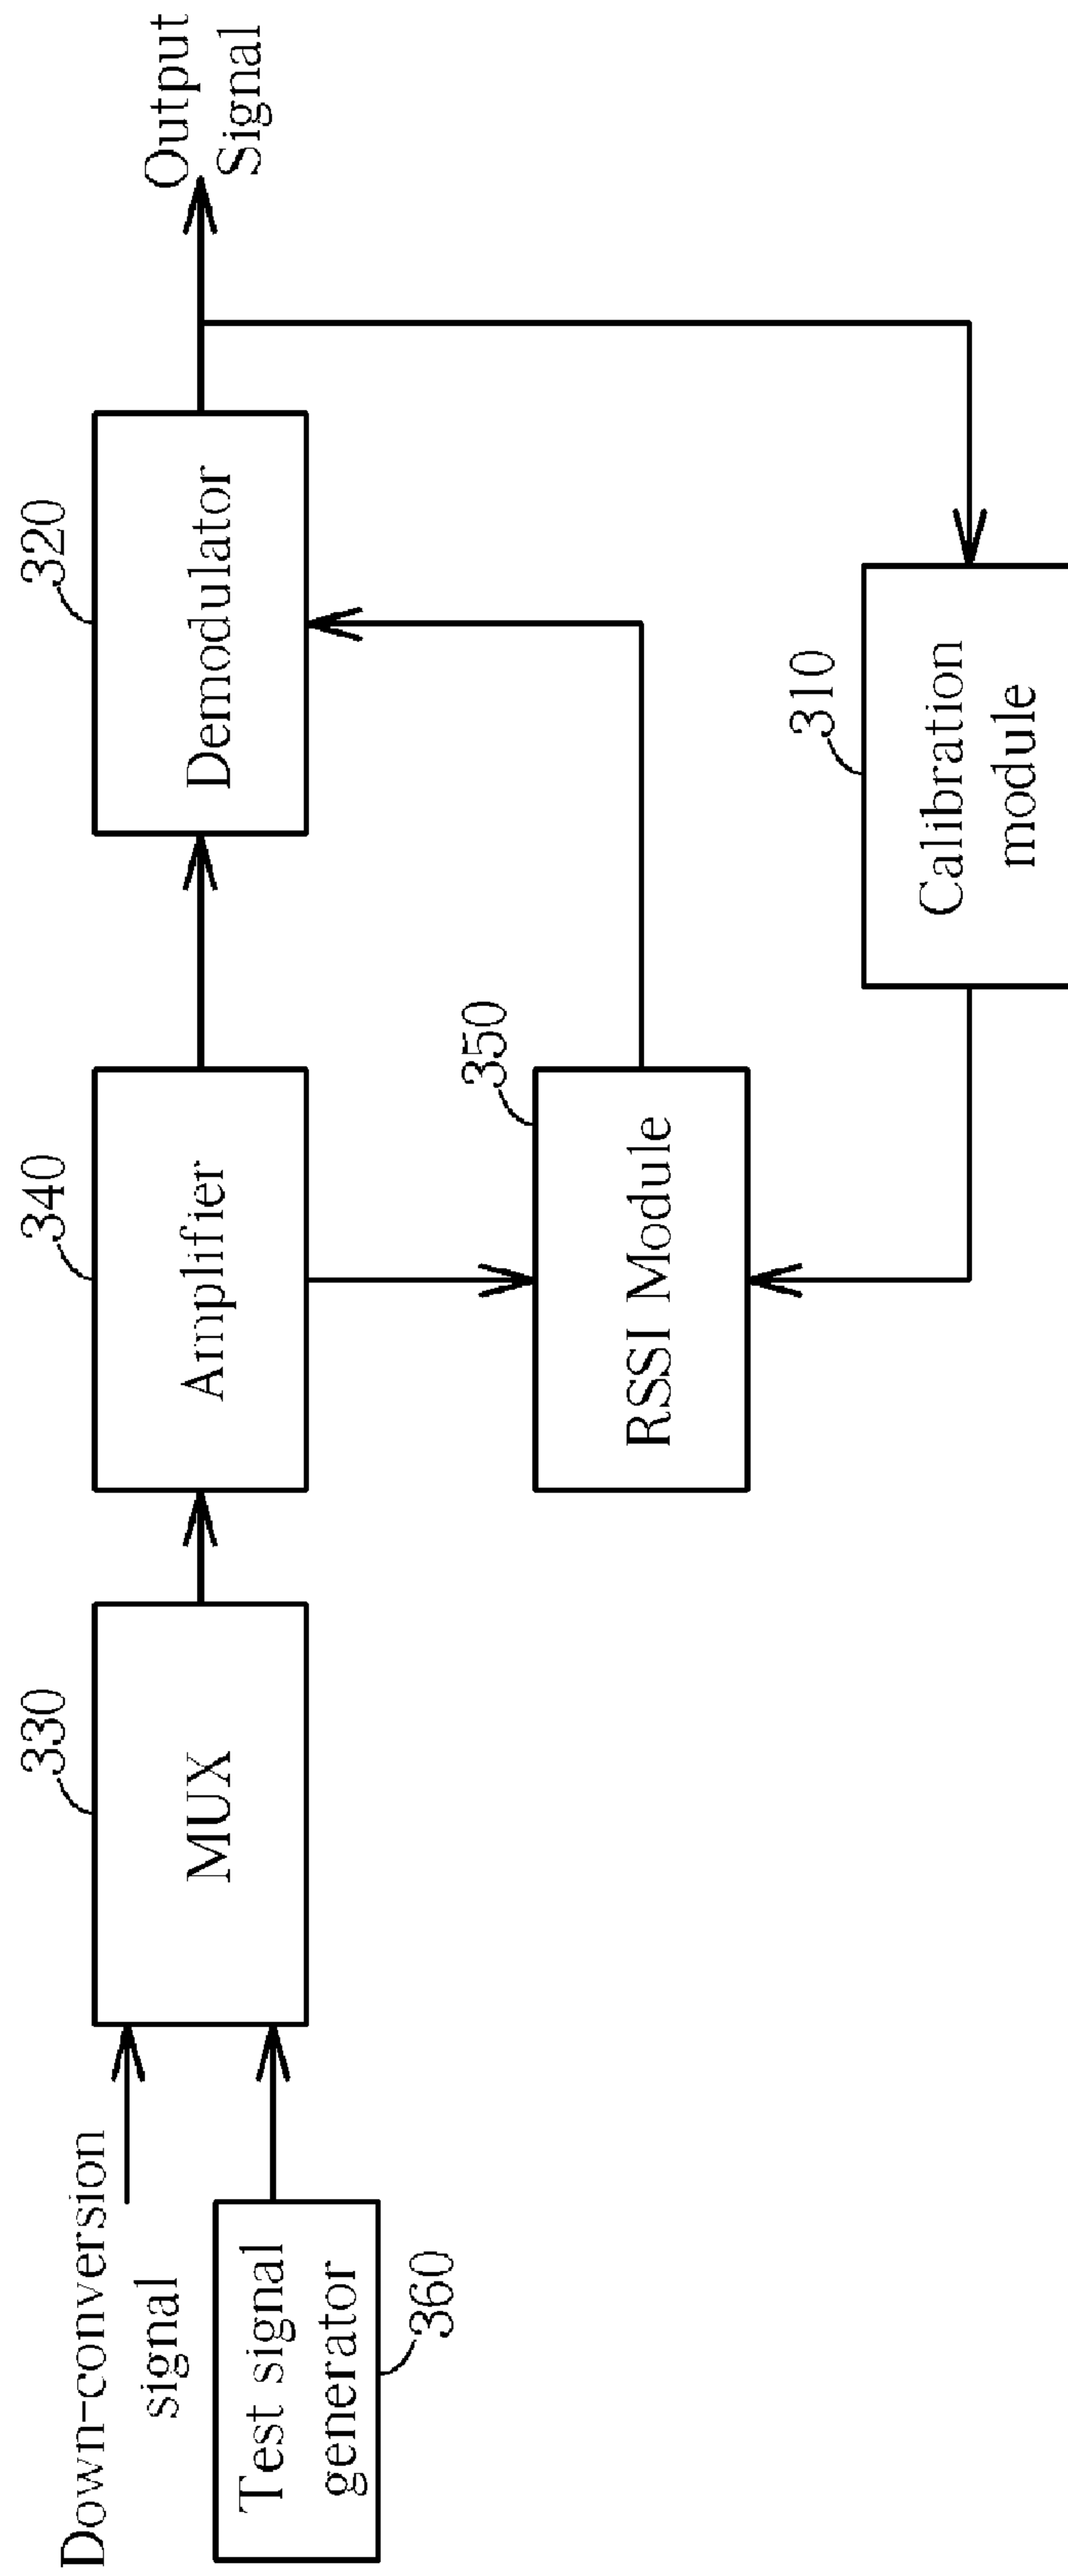 Down-conversion
signal
Test signal
generator
360
330
MUX
340
Amplifier
320
Demodulator
Output
Signal
350
RSSI Module
310
Calibration
module